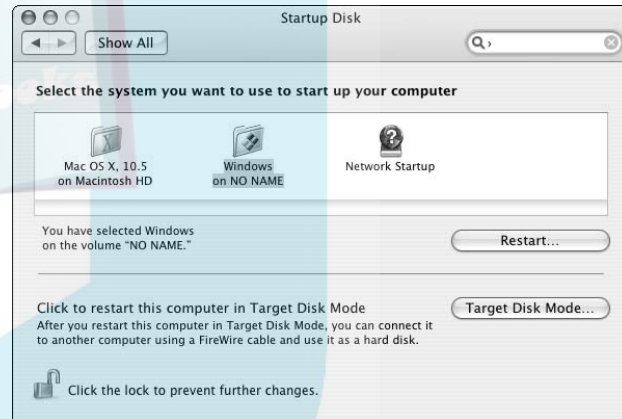 Startup Disk
Show All
Select the system you want to use to start up your computer
Mac OS X, 10.5
on Macintosh HD
Windows
on NO NAME
Network Startup
You have selected Windows
on the volume “NO NAME.”
Restart...
Click to restart this computer in Target Disk Mode
After you restart this computer in Target Disk Mode, you can connect it
to another computer using a FireWire cable and use it as a hard disk.
Target Disk Mode...
Click the lock to prevent further changes.